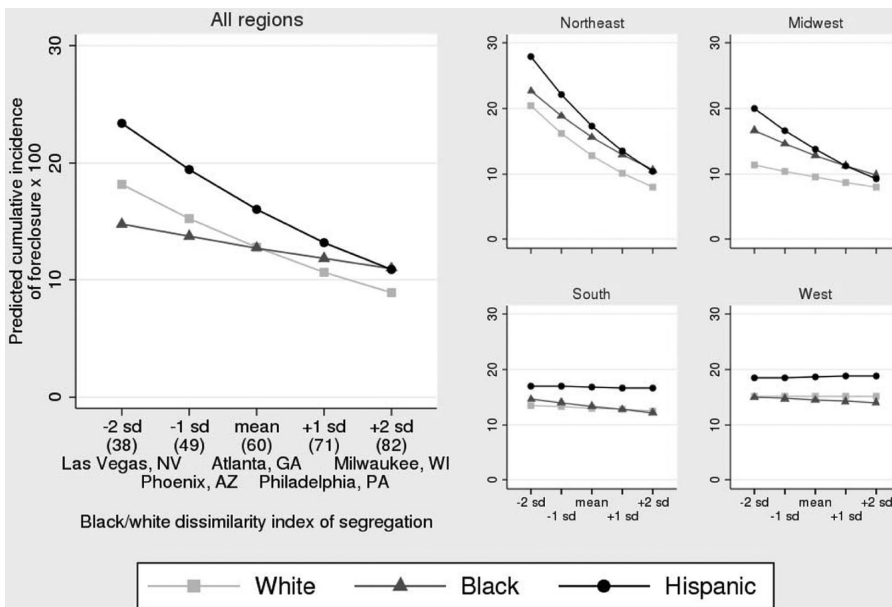 All regions
Predicted cumulative incidence
of foreclosure x 100
30
20
10
0
-2 sd -1 sd mean +1 sd +2 sd
(38) (49) (60) (71) (82)
Las Vegas, NV Atlanta, GA Milwaukee, WI
Phoenix, AZ Philadelphia, PA
Black/white dissimilarity index of segregation
Northeast
30
20
10
0
Midwest
30
20
10
0
South
30
20
10
0
-2 sd mean +2 sd
-1 sd +1 sd
West
30
20
10
0
-2 sd mean +2 sd
-1 sd +1 sd
White Black Hispanic